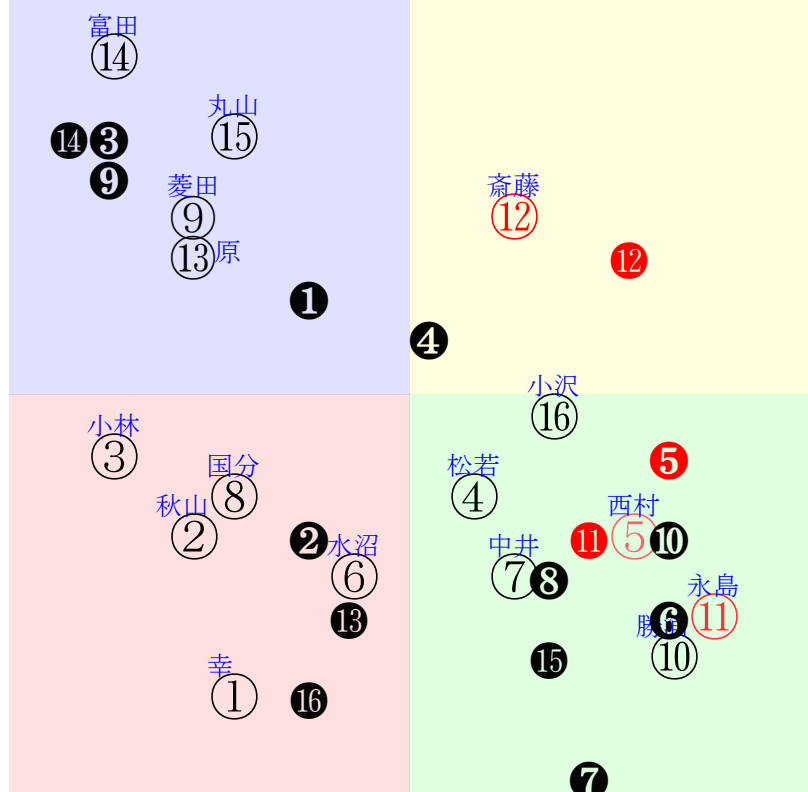 富田
⑭
丸山
⑮
⓮❸
❾
菱田
⑨
⑬原
斎藤
⑫
⓬
❶
❹
小沢
⑯
小林
③
国分
⑧
秋山
②
❷水沼
⑥
⓭
幸
①
⓰
松若
④
❺
西村
⓫⑤❿
中井
⑦❽
永島
⑪
❻
⑩
⓯
❼